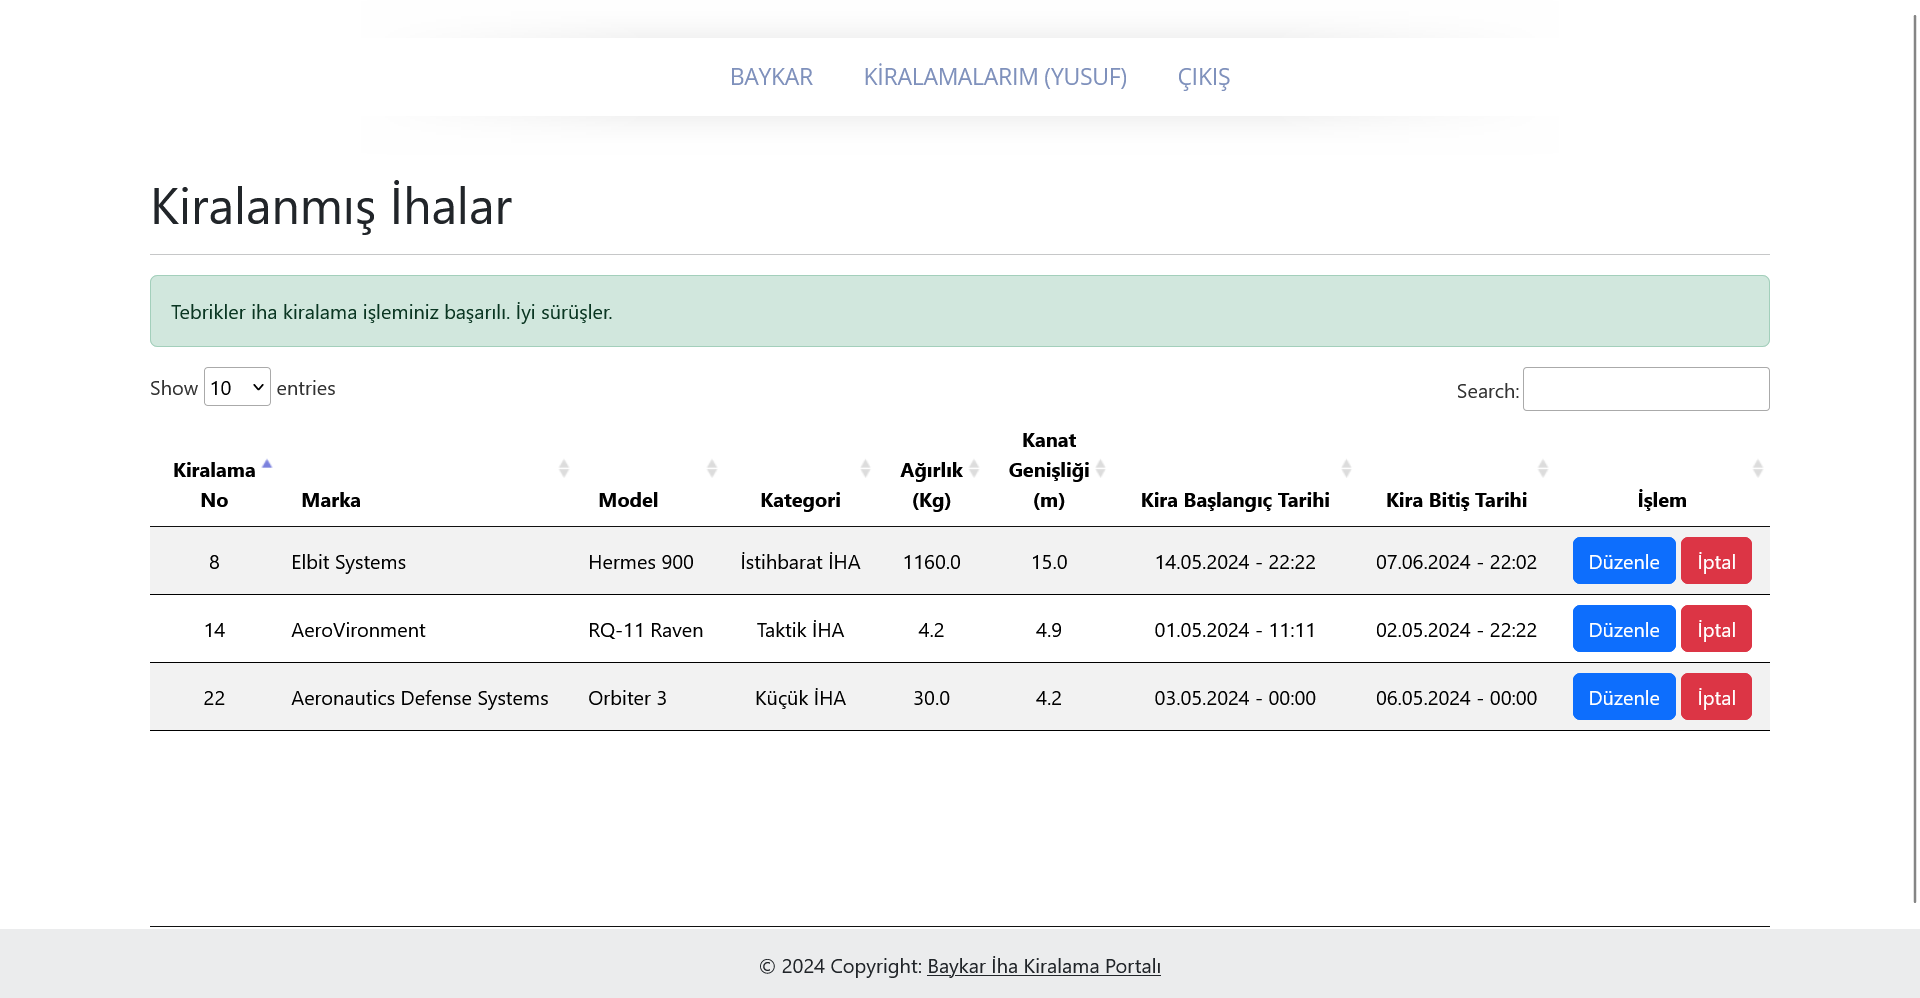 BAYKAR KİRALAMALARIM (YUSUF) ÇIKIŞ
Kiralanmış İhalar
Tebrikler iha kiralama işleminiz başarılı. İyi sürüşler.
Show 10 entries Search:
Kiralama No Marka Model Kategori Ağırlık (Kg) Kanat Genişliği (m) Kira Başlangıç Tarihi Kira Bitiş Tarihi İşlem
8 Elbit Systems Hermes 900 İstihbarat İHA 1160.0 15.0 14.05.2024 - 22:22 07.06.2024 - 22:02 Düzenle İptal
14 AeroVironment RQ-11 Raven Taktik İHA 4.2 4.9 01.05.2024 - 11:11 02.05.2024 - 22:22 Düzenle İptal
22 Aeronautics Defense Systems Orbiter 3 Küçük İHA 30.0 4.2 03.05.2024 - 00:00 06.05.2024 - 00:00 Düzenle İptal
© 2024 Copyright: Baykar İha Kiralama Portalı